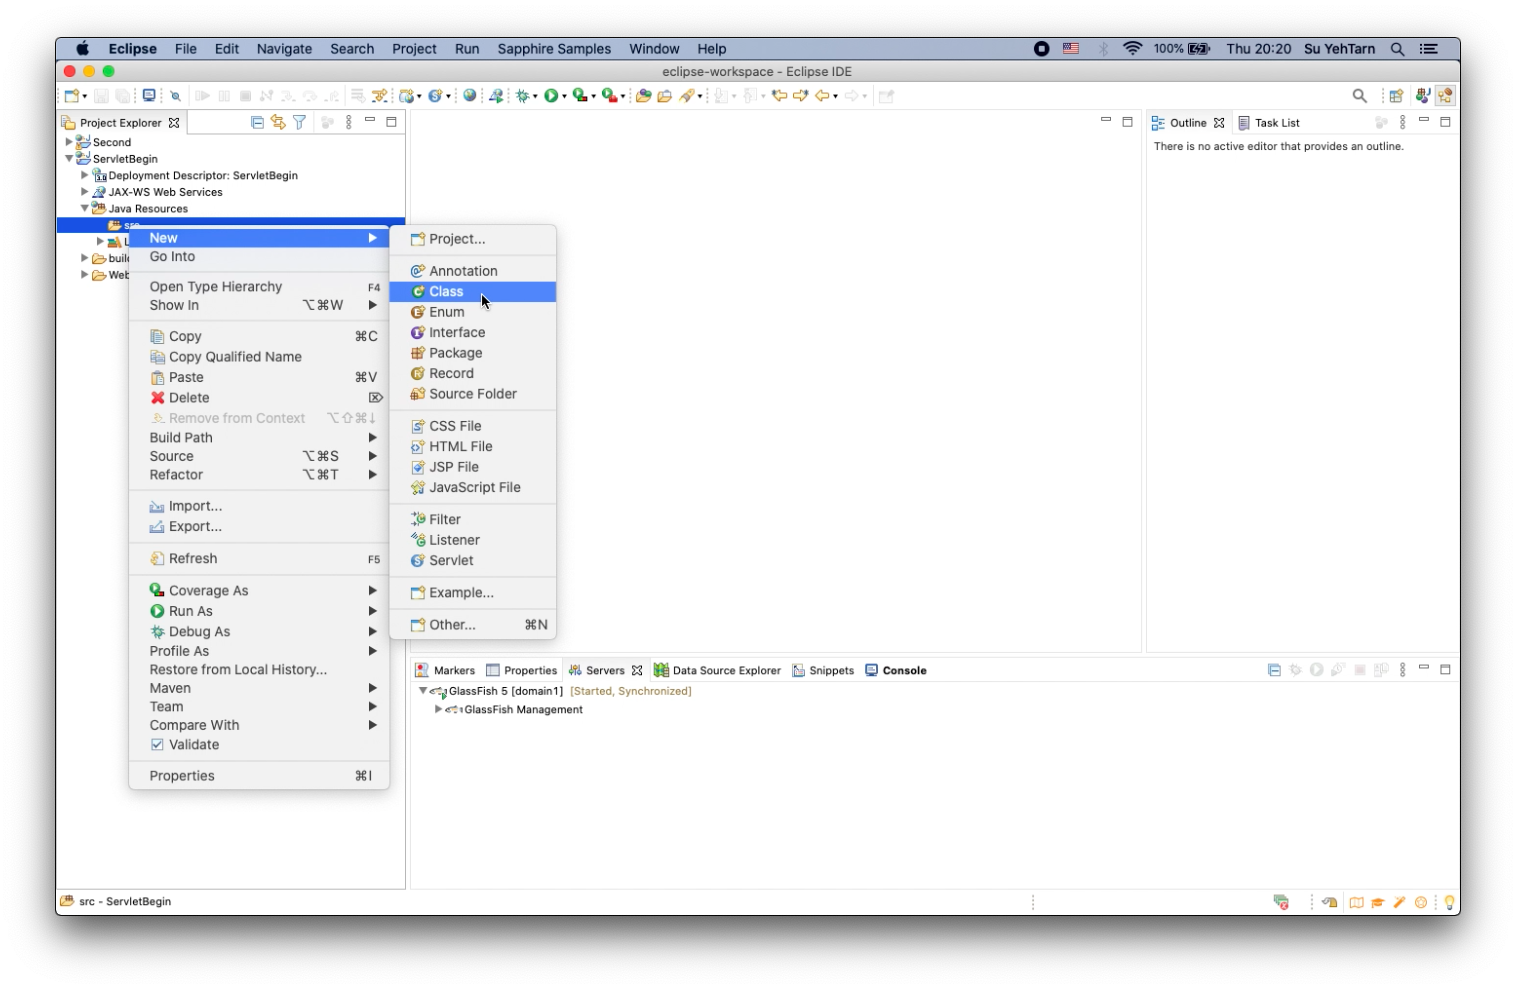 Eclipse File Edit Navigate Search Project Run Sapphire Samples Window Help 100% Thu 20:20 Su YehTarn
eclipse-workspace - Eclipse IDE
Project Explorer
Second
ServletBegin
Deployment Descriptor: ServletBegin
JAX-WS Web Services
Java Resources
src
L
build
Web
New
Go Into
Open Type Hierarchy F4
Show In ⌥⌘W
Copy ⌘C
Copy Qualified Name
Paste ⌘V
Delete ⌦
Remove from Context ⌥⇧⌘↓
Build Path
Source ⌥⌘S
Refactor ⌥⌘T
Import...
Export...
Refresh F5
Coverage As
Run As
Debug As
Profile As
Restore from Local History...
Maven
Team
Compare With
Validate
Properties ⌘I
Project...
Annotation
Class
Enum
Interface
Package
Record
Source Folder
CSS File
HTML File
JSP File
JavaScript File
Filter
Listener
Servlet
Example...
Other... ⌘N
Outline Task List
There is no active editor that provides an outline.
Markers Properties Servers Data Source Explorer Snippets Console
GlassFish 5 [domain1] [Started, Synchronized]
GlassFish Management
src - ServletBegin